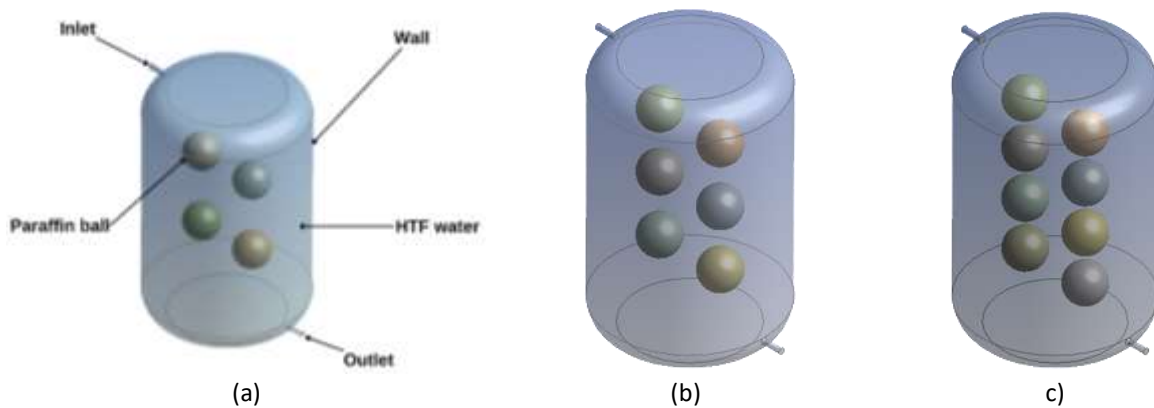 Inlet
Wall
Paraffin ball
HTF water
Outlet
(a)
(b)
c)